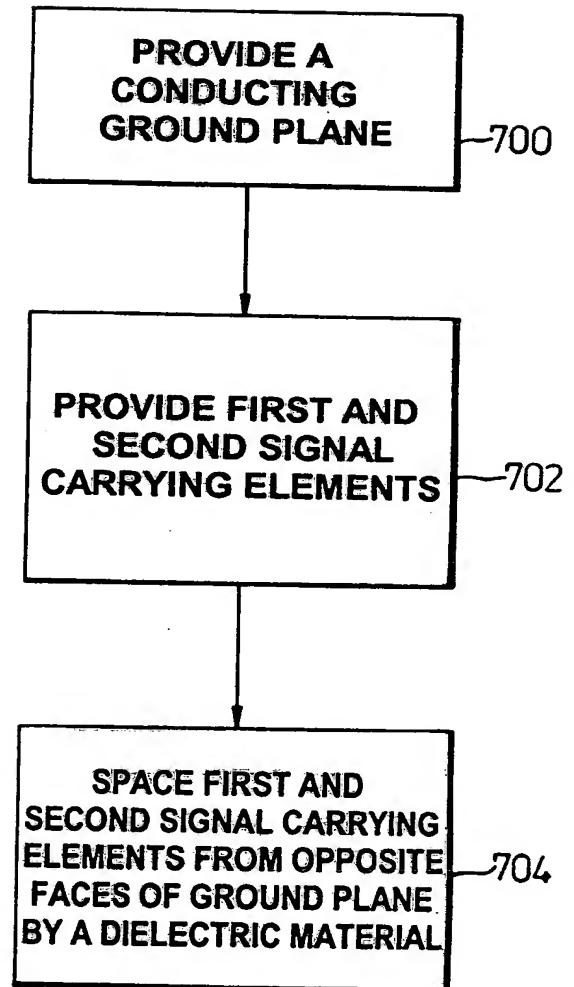 PROVIDE A
CONDUCTING
GROUND PLANE
700
PROVIDE FIRST AND
SECOND SIGNAL
CARRYING ELEMENTS
702
SPACE FIRST AND
SECOND SIGNAL CARRYING
ELEMENTS FROM OPPOSITE
FACES OF GROUND PLANE
BY A DIELECTRIC MATERIAL
704